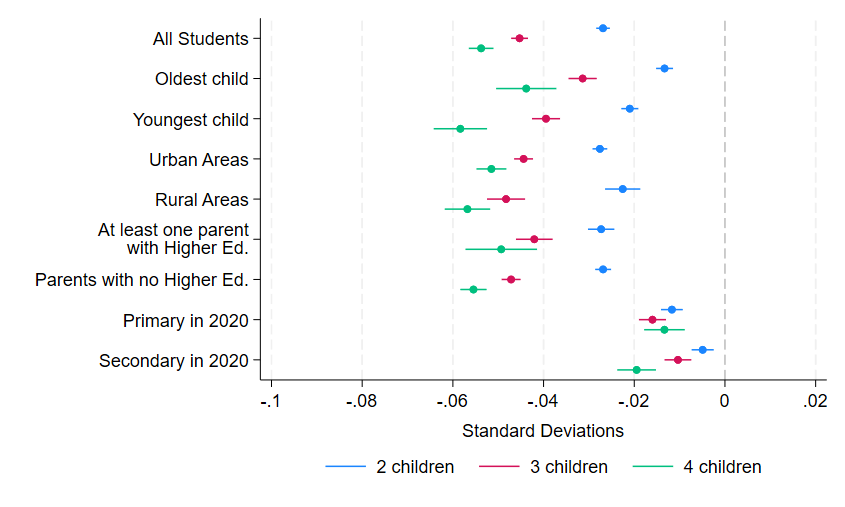 All Students
Oldest child
Youngest child
Urban Areas
Rural Areas
At least one parent
with Higher Ed.
Parents with no Higher Ed.
Primary in 2020
Secondary in 2020
-.1 -.08 -.06 -.04 -.02 0 .02
Standard Deviations
2 children 3 children 4 children